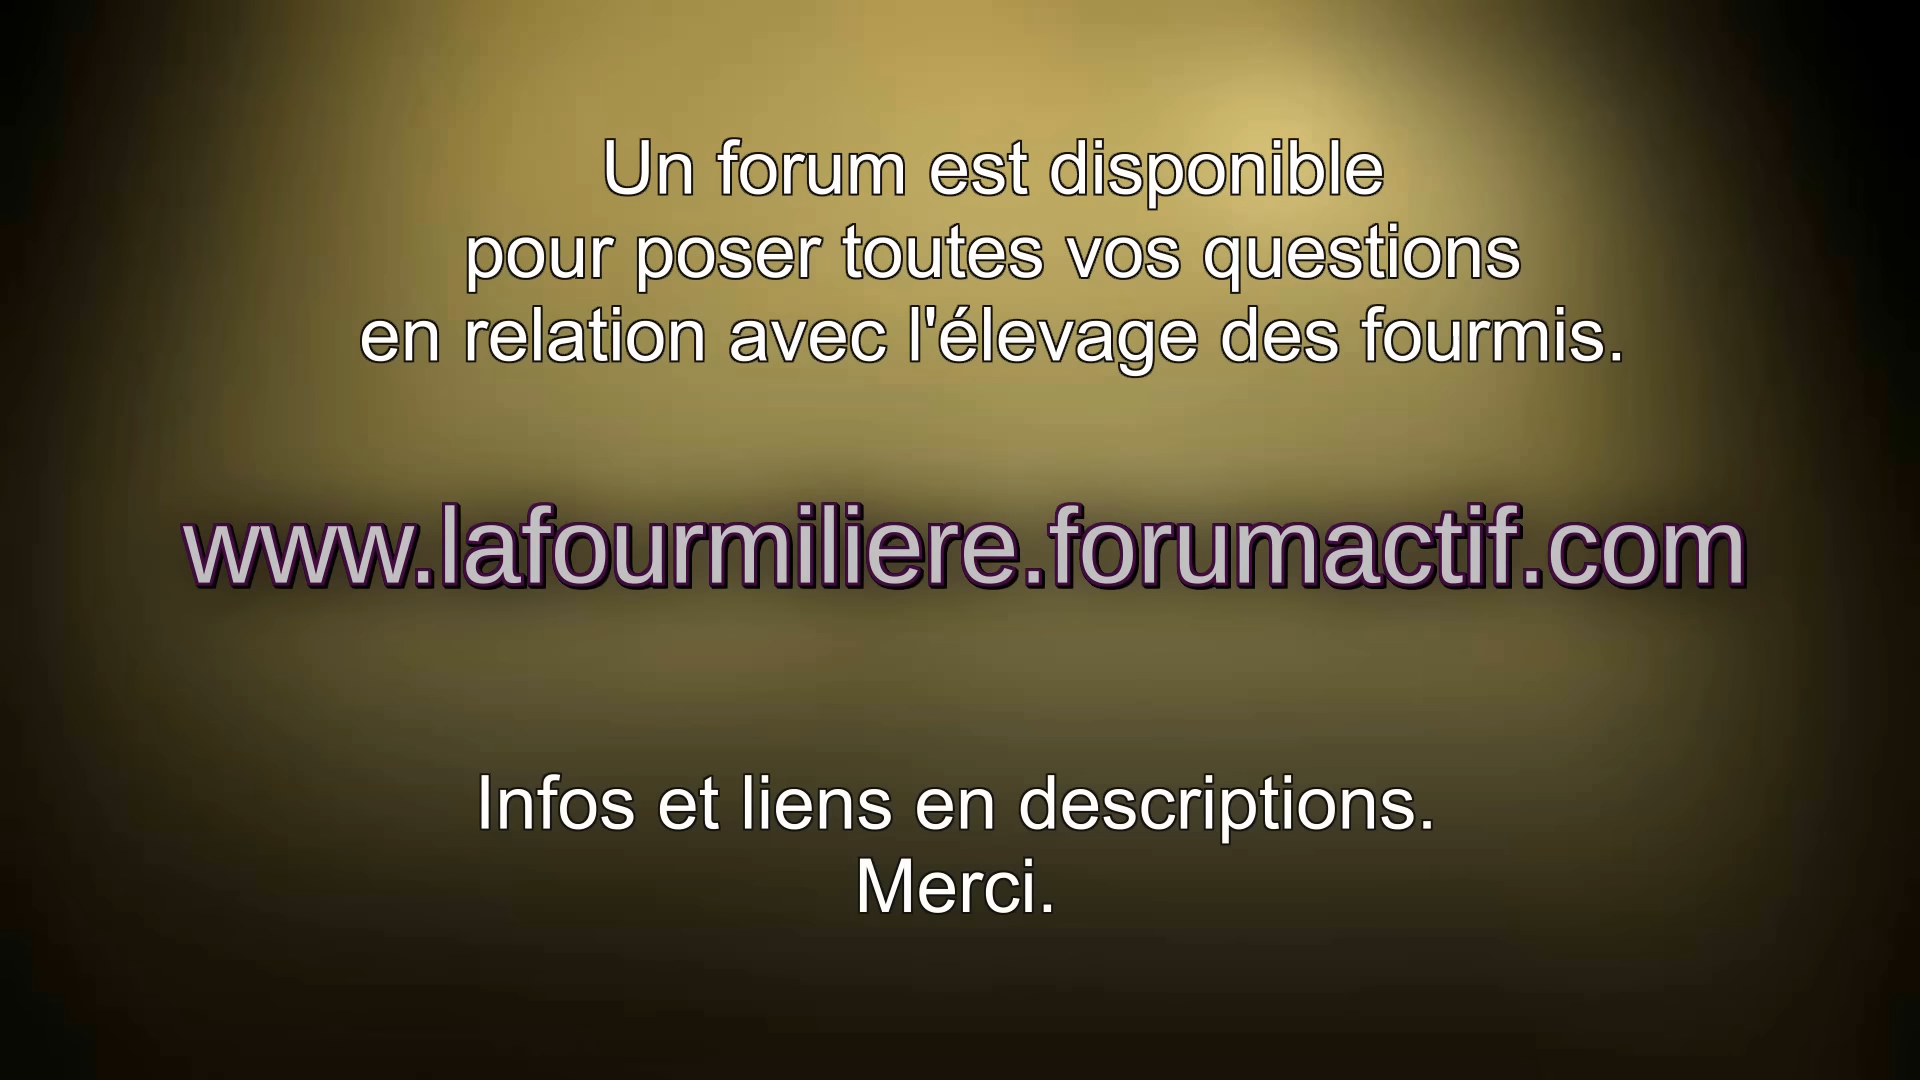 Un forum est disponible
pour poser toutes vos questions
en relation avec l'élevage des fourmis.
www.lafourmiliere.forumactif.com
Infos et liens en descriptions.
Merci.